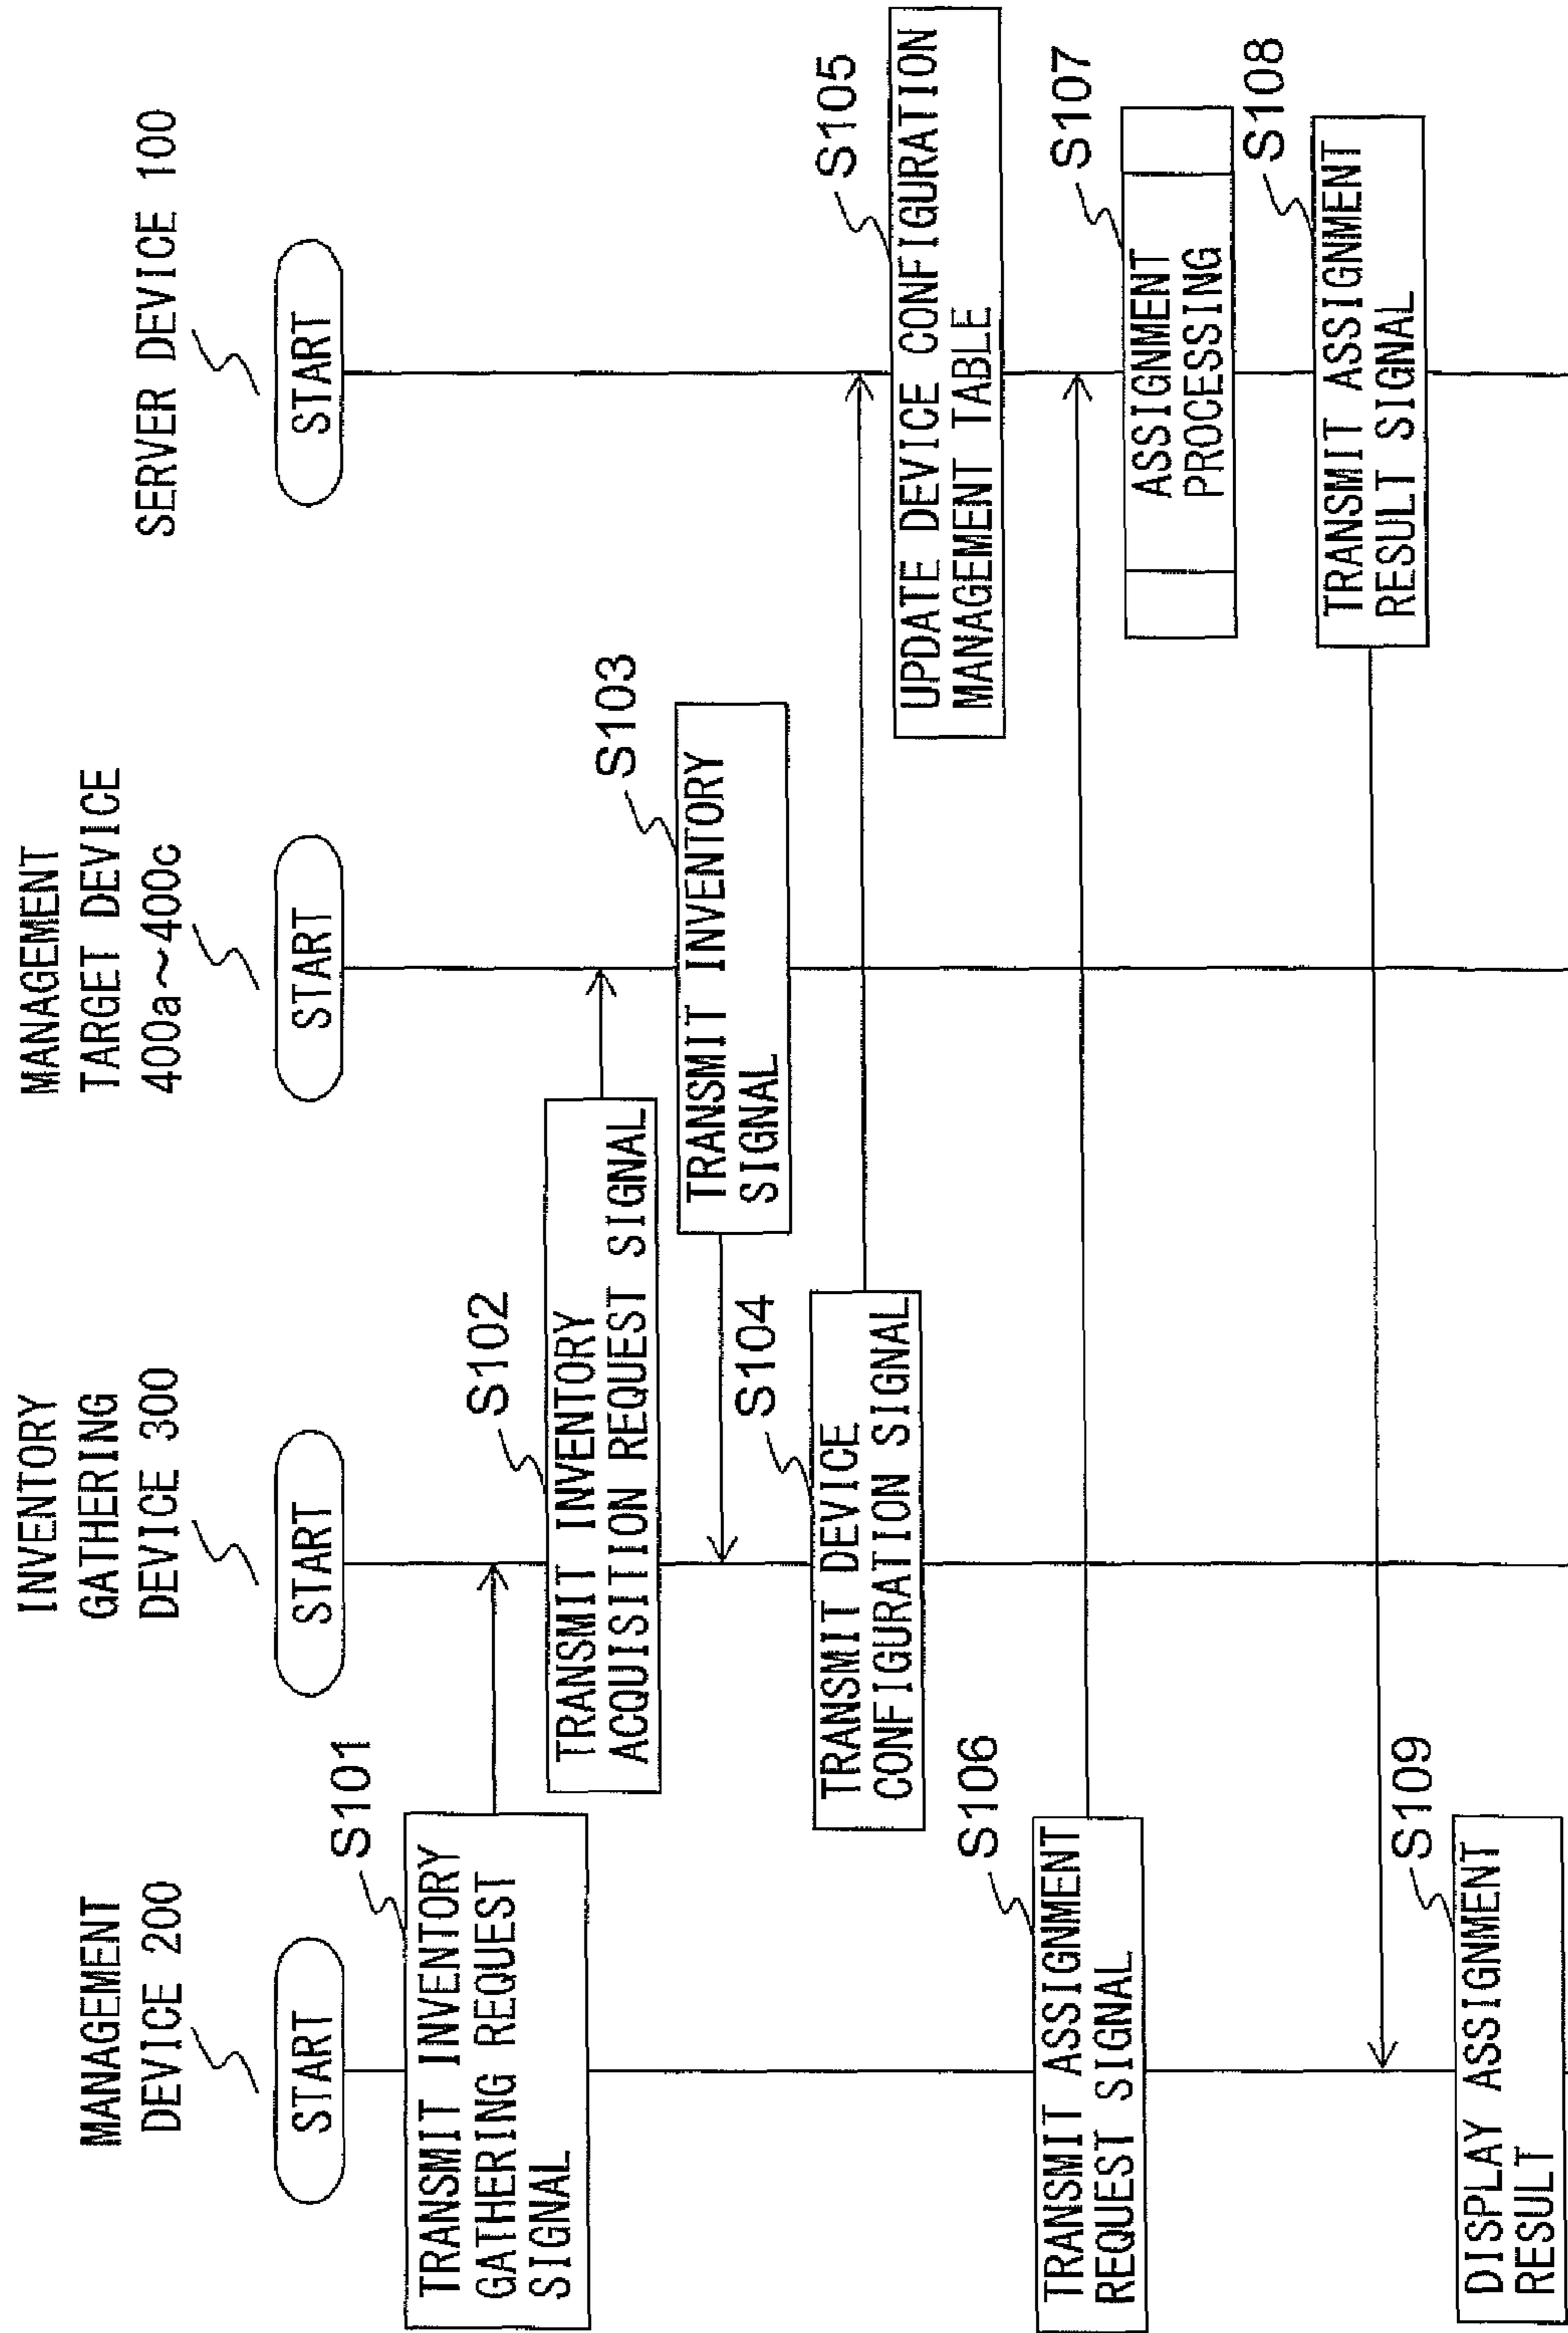 MANAGEMENT
DEVICE 200
INVENTORY
GATHERING
DEVICE 300
MANAGEMENT
TARGET DEVICE
400a~400c
SERVER DEVICE 100
START
START
START
START
S101
TRANSMIT INVENTORY
GATHERING REQUEST
SIGNAL
S102
TRANSMIT INVENTORY
ACQUISITION REQUEST SIGNAL
S103
TRANSMIT INVENTORY
SIGNAL
S104
TRANSMIT DEVICE
CONFIGURATION SIGNAL
S105
UPDATE DEVICE CONFIGURATION
MANAGEMENT TABLE
S106
TRANSMIT ASSIGNMENT
REQUEST SIGNAL
S107
ASSIGNMENT
PROCESSING
S108
TRANSMIT ASSIGNMENT
RESULT SIGNAL
S109
DISPLAY ASSIGNMENT
RESULT